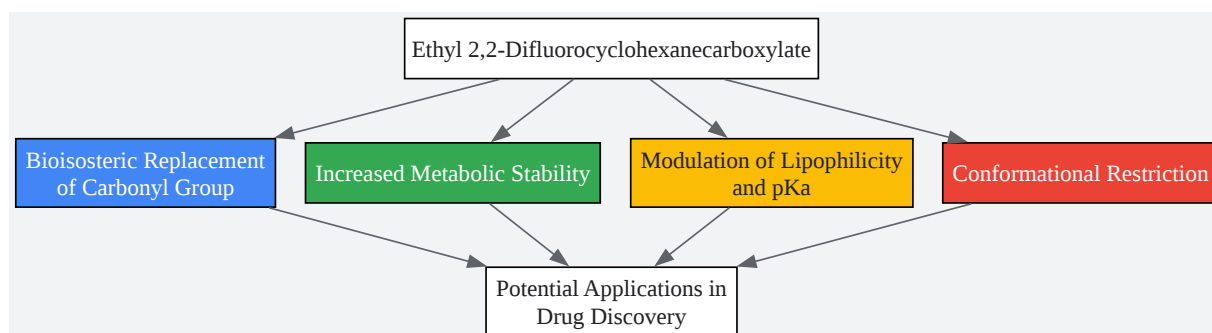 Ethyl 2,2-Difluorocyclohexanecarboxylate
Bioisosteric Replacement
of Carbonyl Group
Increased Metabolic Stability
Modulation of Lipophilicity
and pKa
Conformational Restriction
Potential Applications in
Drug Discovery